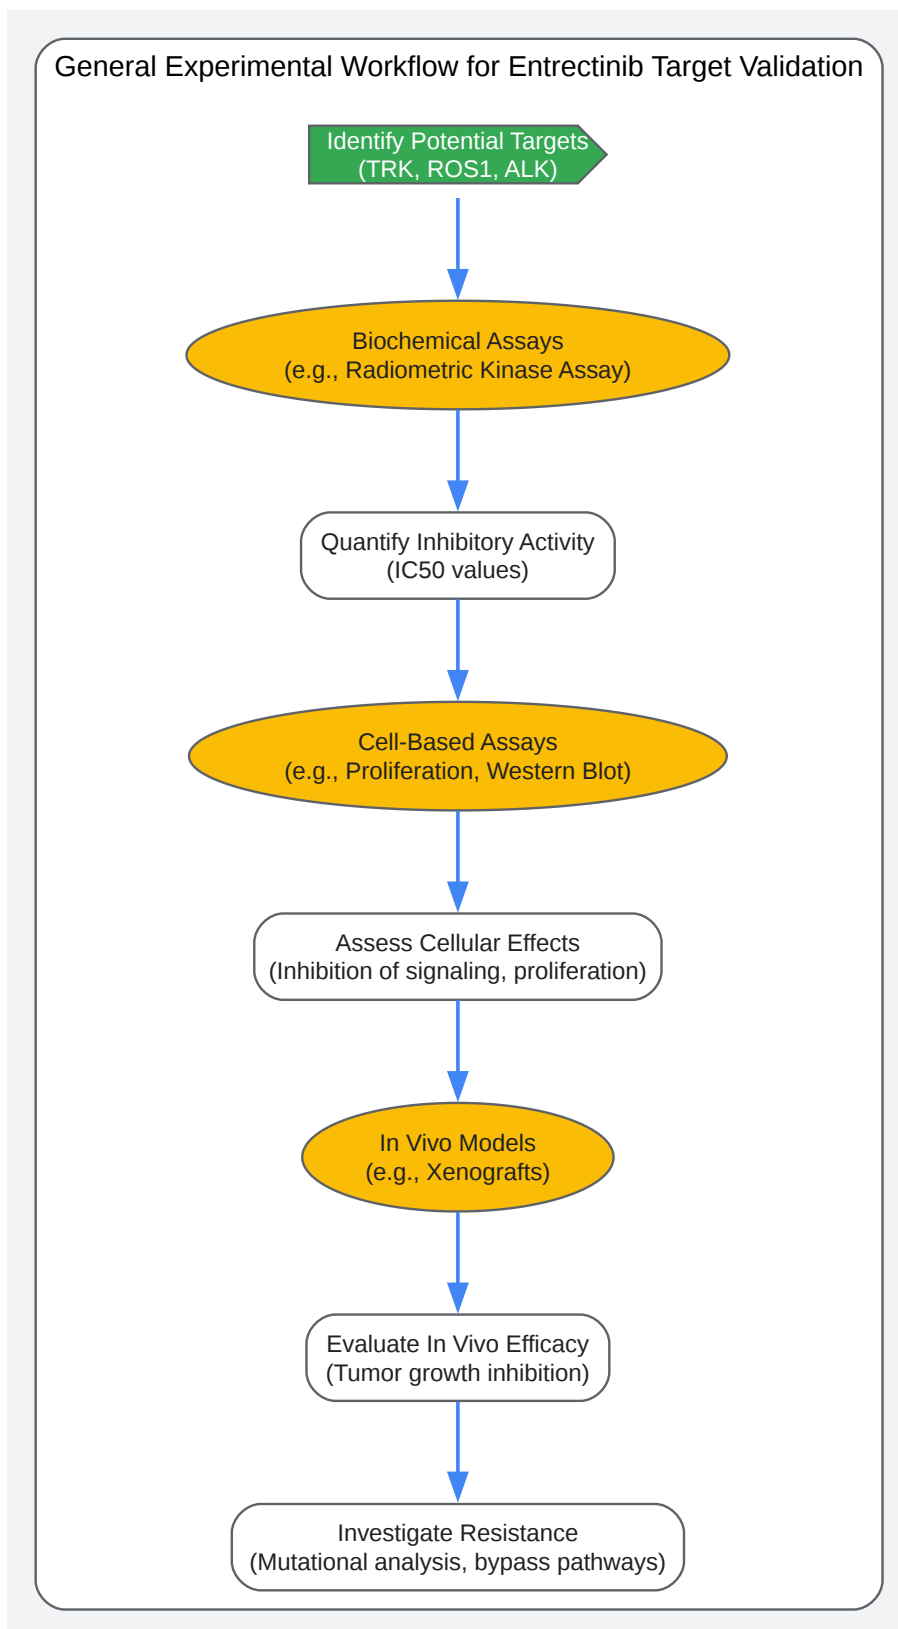 General Experimental Workflow for Entrectinib Target Validation
Identify Potential Targets
(TRK, ROS1, ALK)
Biochemical Assays
(e.g., Radiometric Kinase Assay)
Quantify Inhibitory Activity
(IC50 values)
Cell-Based Assays
(e.g., Proliferation, Western Blot)
Assess Cellular Effects
(Inhibition of signaling, proliferation)
In Vivo Models
(e.g., Xenografts)
Evaluate In Vivo Efficacy
(Tumor growth inhibition)
Investigate Resistance
(Mutational analysis, bypass pathways)